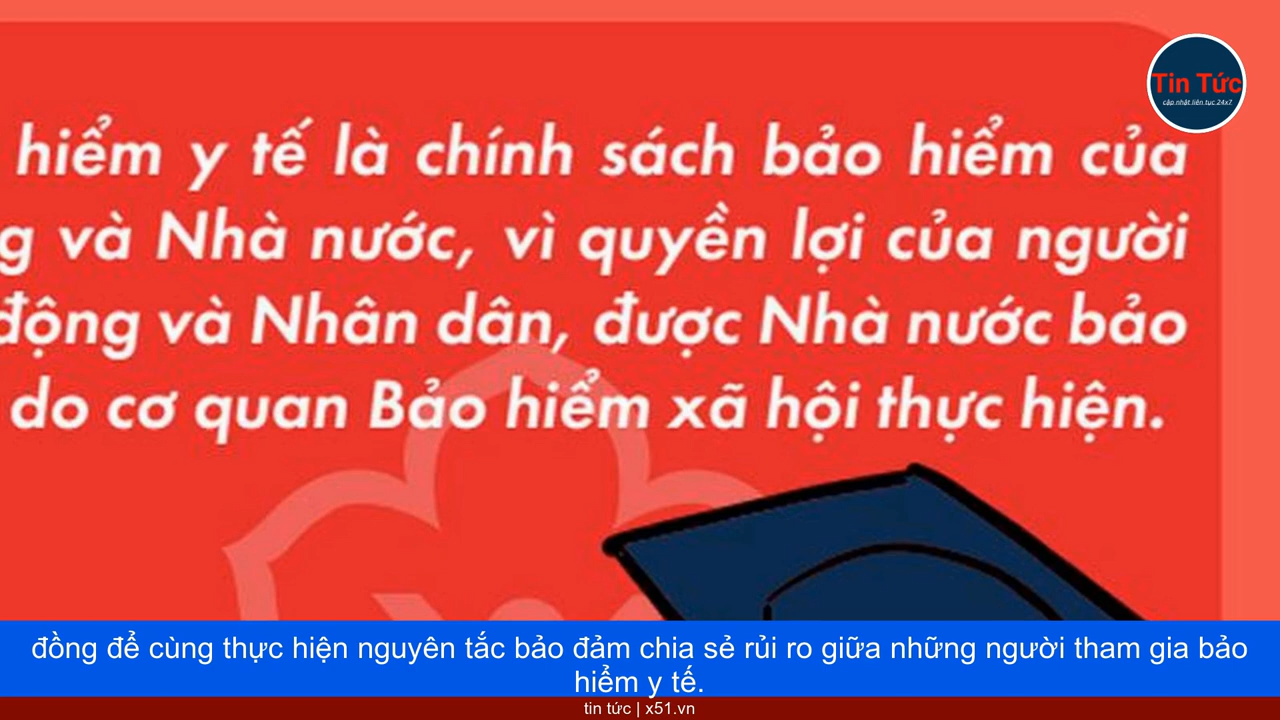 Tin Tức
cập nhật liên tục 24x7
hiểm y tế là chính sách bảo hiểm của
g và Nhà nước, vì quyền lợi của người
động và Nhân dân, được Nhà nước bảo
do cơ quan Bảo hiểm xã hội thực hiện.
đồng để cùng thực hiện nguyên tắc bảo đảm chia sẻ rủi ro giữa những người tham gia bảo
hiểm y tế.
tin tức | x51.vn